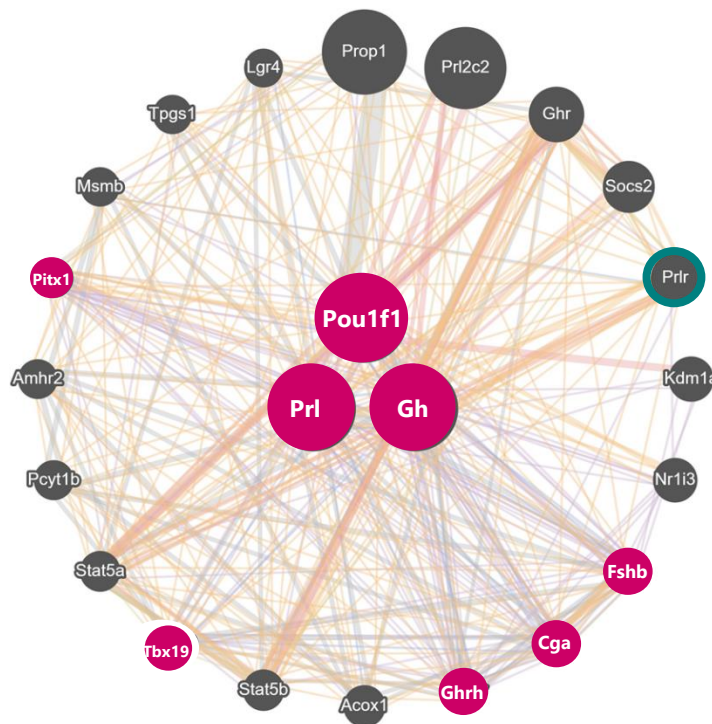 Prop1
Prl2c2
Lgr4
Ghr
Tpgs1
Socs2
Msmb
Pitx1
Prlr
Pou1f1
Amhr2
Kdm1a
Prl
Gh
Pcyt1b
Nr1i3
Stat5a
Fshb
Tbx19
Cga
Stat5b
Acox1
Ghrh